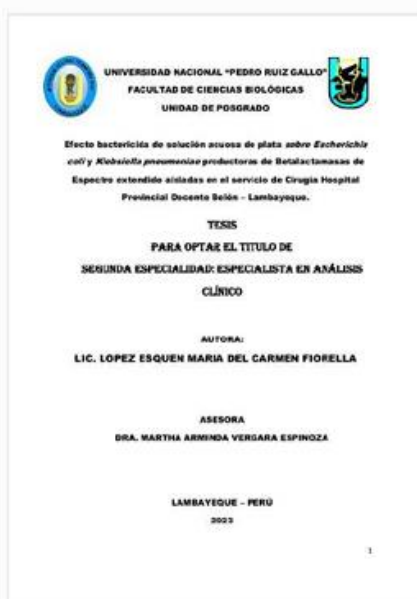 UNIVERSIDAD NACIONAL “PEDRO RUIZ GALLO”
FACULTAD DE CIENCIAS BIOLÓGICAS
UNIDAD DE POSGRADO
Efecto bactericida de solución acuosa de plata sobre Escherichia
coli y Klebsiella pneumoniae productoras de Betalactamasas de
Espectro extendido aisladas en el servicio de Cirugía Hospital
Provincial Docente Belén – Lambayeque.
TESIS
PARA OPTAR EL TITULO DE
SEGUNDA ESPECIALIDAD: ESPECIALISTA EN ANÁLISIS
CLÍNICO
AUTORA:
LIC. LOPEZ ESQUEN MARIA DEL CARMEN FIORELLA
ASESORA
DRA. MARTHA ARMINDA VERGARA ESPINOZA
LAMBAYEQUE – PERÚ
2023
1